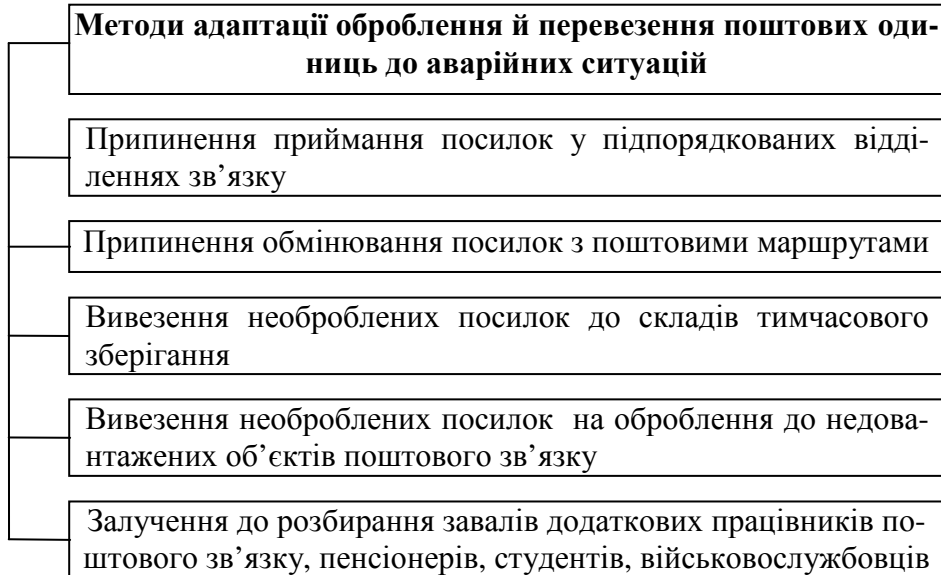 Методи адаптації оброблення й перевезення поштових оди-
ниць до аварійних ситуацій
Припинення приймання посилок у підпорядкованих відді-
леннях зв’язку
Припинення обмінювання посилок з поштовими маршрутами
Вивезення необроблених посилок до складів тимчасового
зберігання
Вивезення необроблених посилок на оброблення до недова-
нтажених об’єктів поштового зв’язку
Залучення до розбирання завалів додаткових працівників по-
штового зв’язку, пенсіонерів, студентів, військовослужбовців